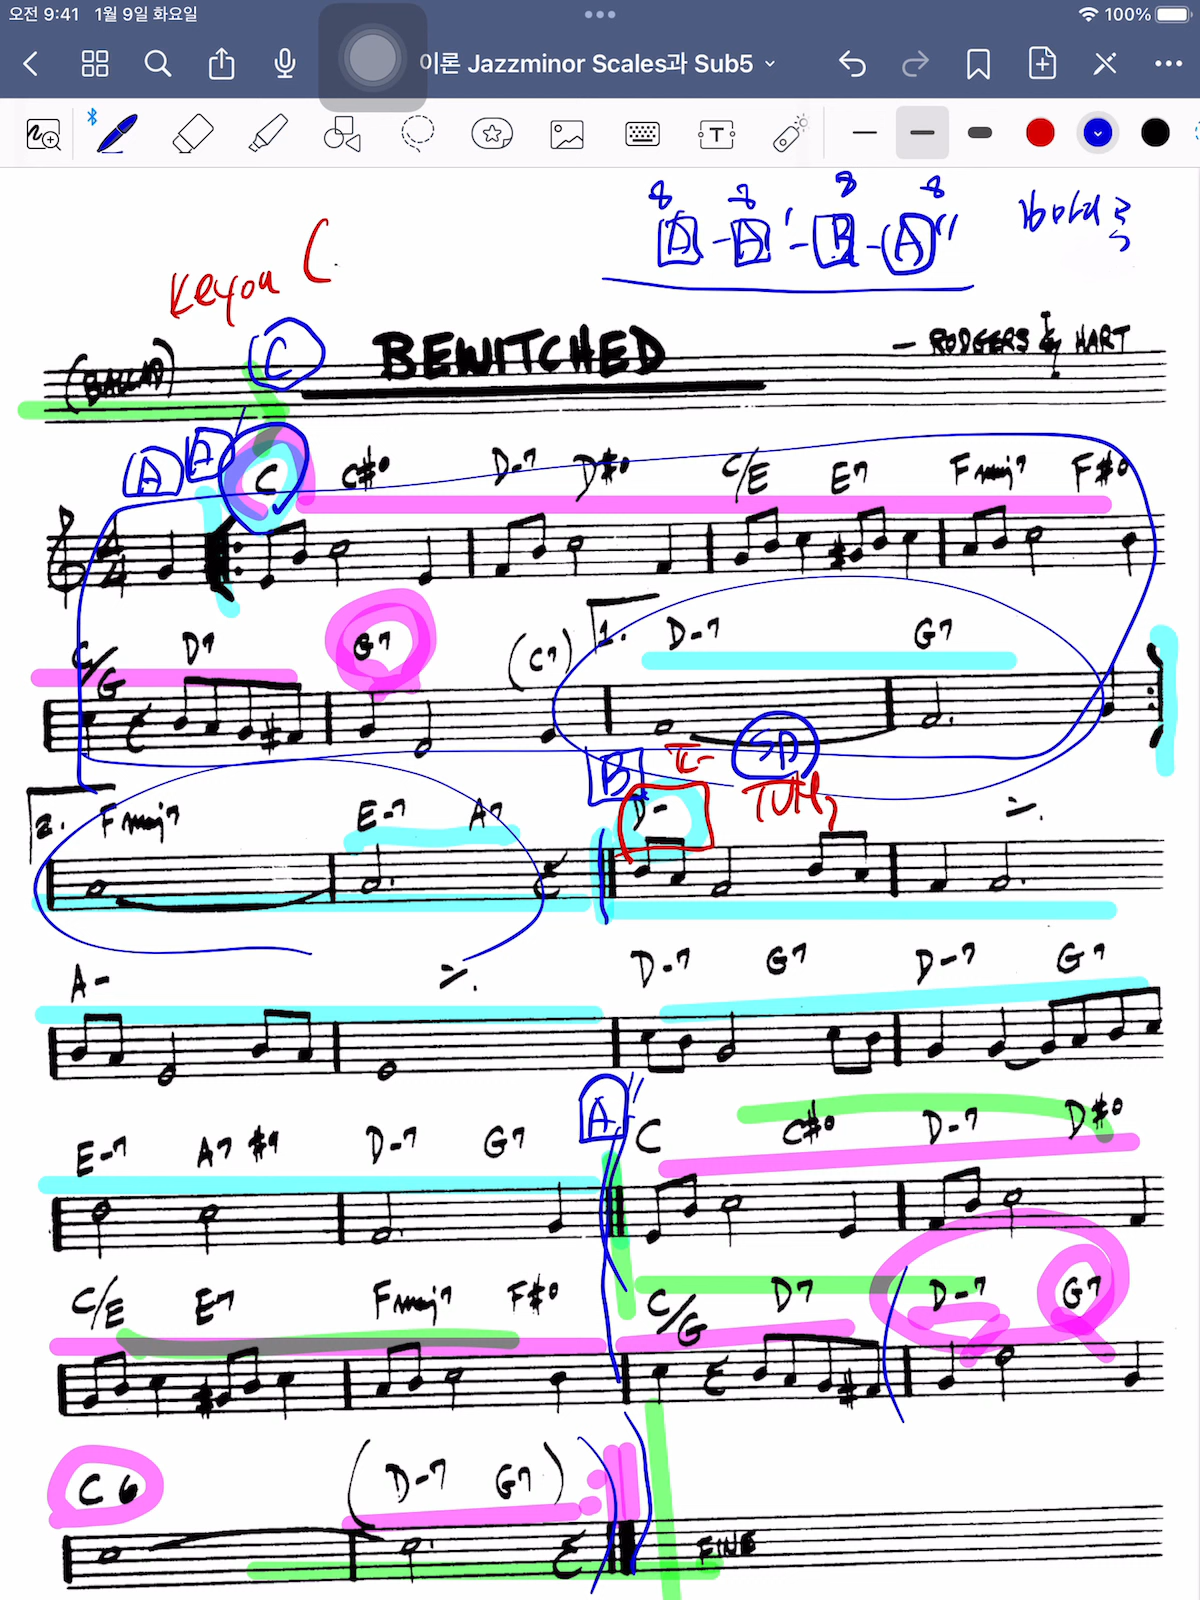 오전 9:41 1월 9일 화요일 100%
이론 Jazzminor Scales과 Sub5
T
8 8 8 8
A - A' - B - A''
key on C
C
(BALLAD) BEWITCHED - RODGERS & HART
A A
C C#o D-7 D#o C/E E7 Fmaj7 F#o
C/G D7 G7 (C7) 1. D-7 G7
B II- SD
2. Fmaj7 E-7 A7 D- ٪
A- ٪ D-7 G7 D-7 G7
A''
E-7 A7#9 D-7 G7 C C#o D-7 D#o
C/E E7 Fmaj7 F#o C/G D7 D-7 G7
C6 (D-7 G7)
FINE